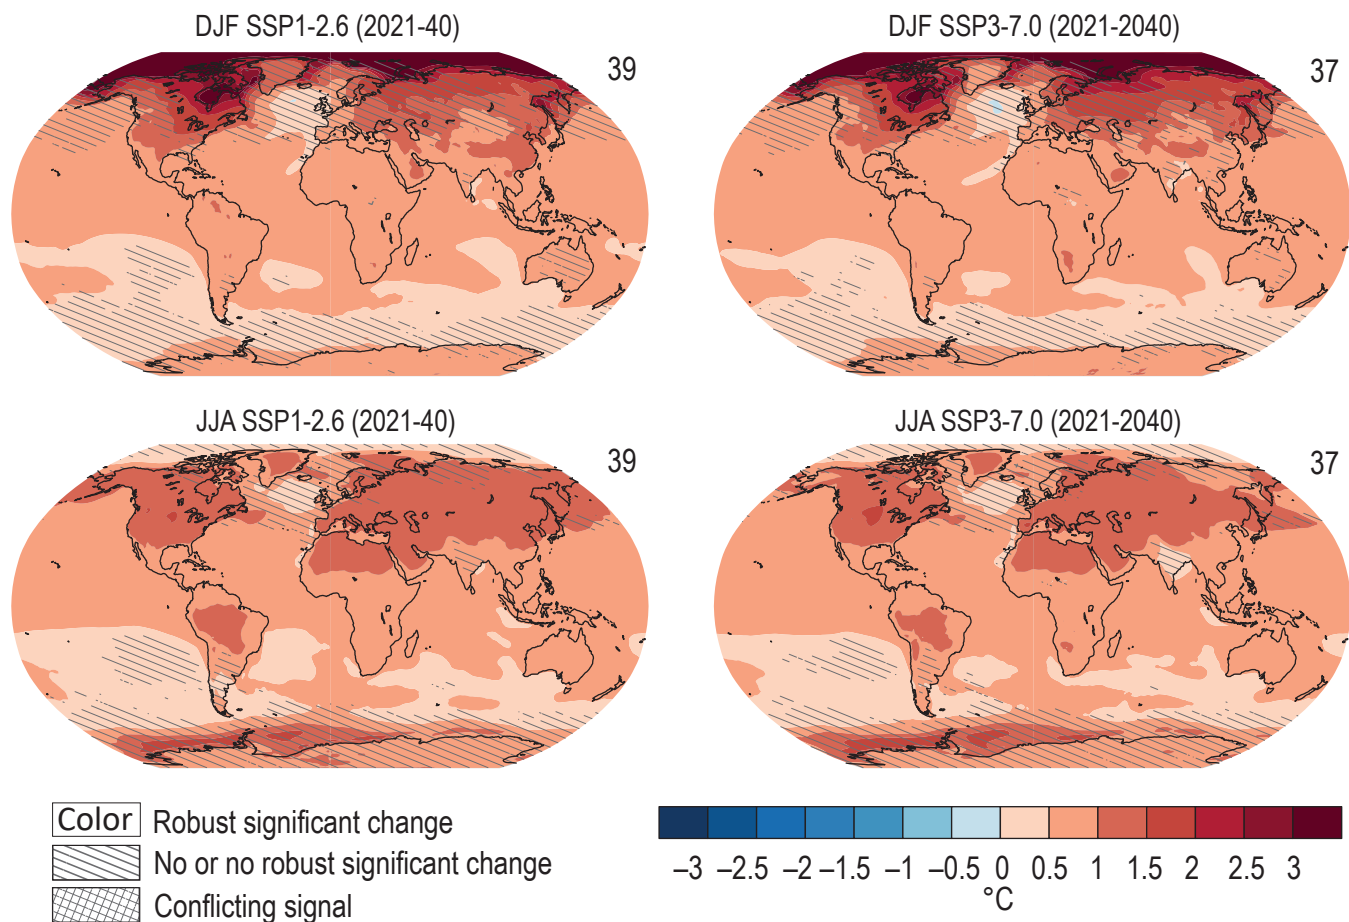 DJF SSP1-2.6 (2021-40)
39
DJF SSP3-7.0 (2021-2040)
37
JJA SSP1-2.6 (2021-40)
39
JJA SSP3-7.0 (2021-2040)
37
Color Robust significant change
No or no robust significant change
Conflicting signal
–3 –2.5 –2 –1.5 –1 –0.5 0 0.5 1 1.5 2 2.5 3
°C